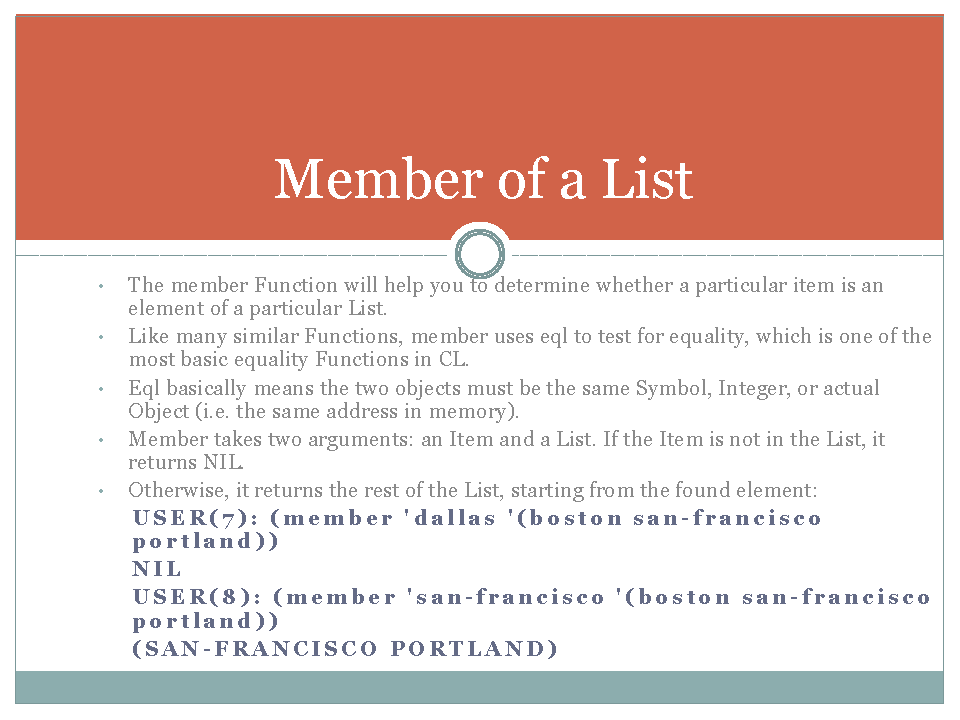 Member of a List
• The member Function will help you to determine whether a particular item is an
element of a particular List.
• Like many similar Functions, member uses eql to test for equality, which is one of the
most basic equality Functions in CL.
• Eql basically means the two objects must be the same Symbol, Integer, or actual
Object (i.e. the same address in memory).
• Member takes two arguments: an Item and a List. If the Item is not in the List, it
returns NIL.
• Otherwise, it returns the rest of the List, starting from the found element:
USER(7): (member 'dallas '(boston san-francisco
portland))
NIL
USER(8): (member 'san-francisco '(boston san-francisco
portland))
(SAN-FRANCISCO PORTLAND)